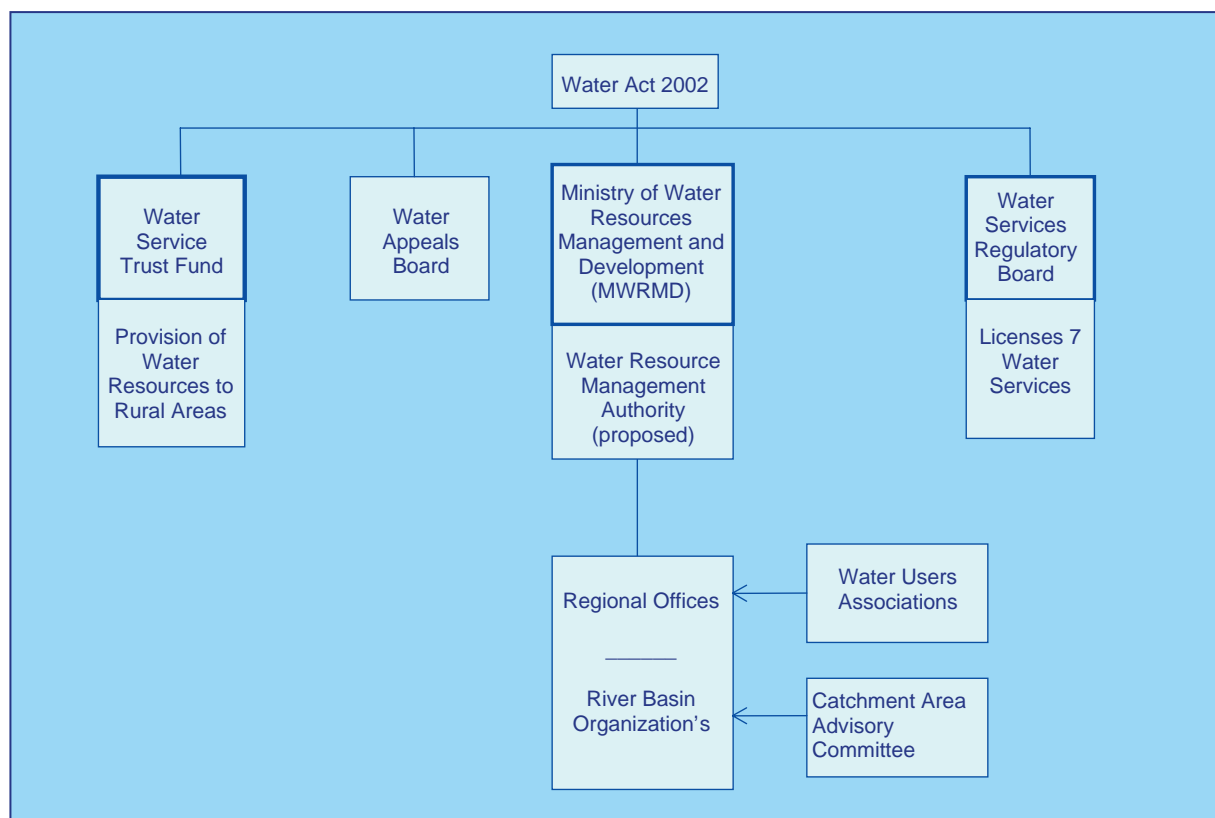 Water Act 2002
Water
Service
Trust Fund
Provision of
Water
Resources to
Rural Areas
Water
Appeals
Board
Ministry of Water
Resources
Management and
Development
(MWRMD)
Water Resource
Management
Authority
(proposed)
Water
Services
Regulatory
Board
Licenses 7
Water
Services
Regional Offices
______
River Basin
Organization's
Water Users
Associations
Catchment Area
Advisory
Committee